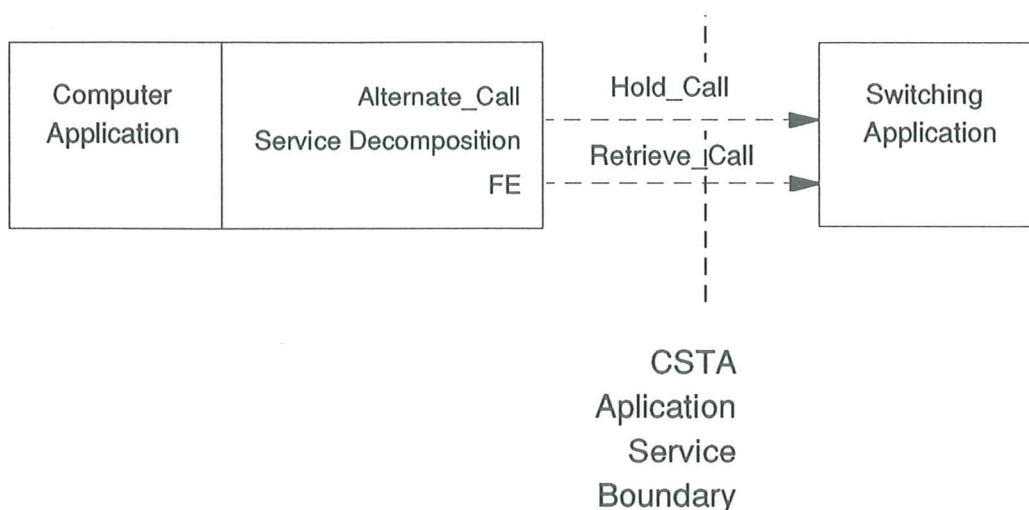 Computer
Application
Alternate_Call
Service Decomposition
FE
Hold_Call
Retrieve_Call
Switching
Application
CSTA
Aplication
Service
Boundary